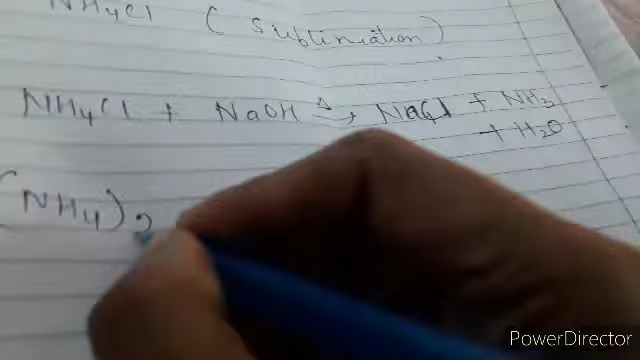 NH4Cl (Sublimation)
NH4Cl + NaOH Δ→ NaCl + NH3
+ H2O
(NH4)2
PowerDirector